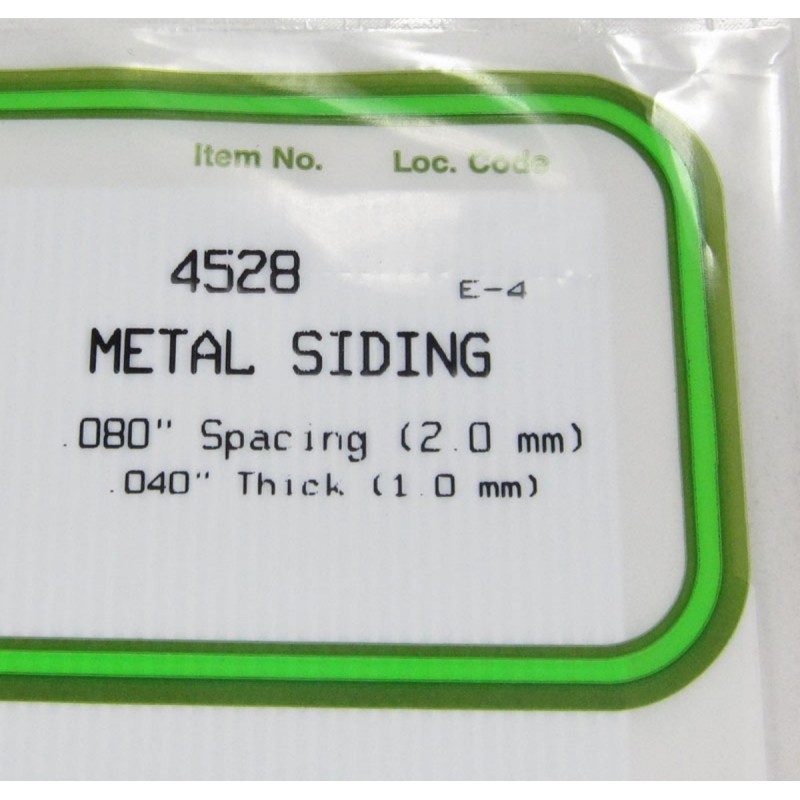 Item No. Loc. Code
4528 E-4
METAL SIDING
.080" Spacing (2.0 mm)
.040" Thick (1.0 mm)